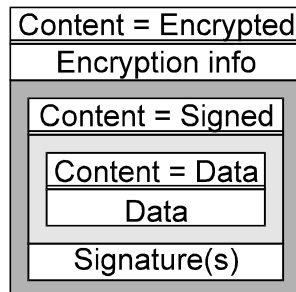 Content = Encrypted
Encryption info
Content = Signed
Content = Data
Data
Signature(s)